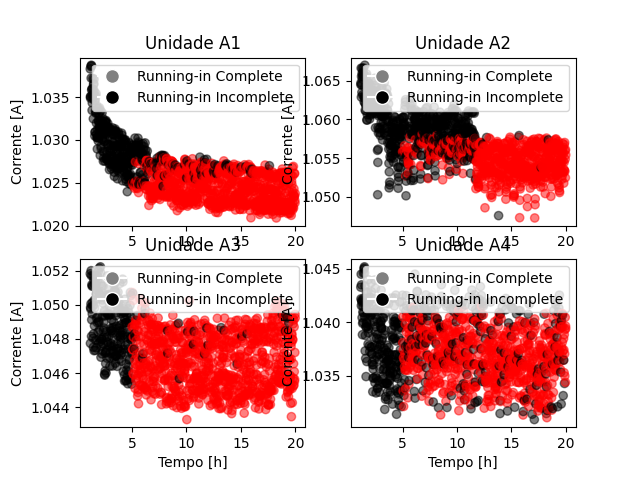 Unidade A1
Unidade A2
Running-in Complete
Running-in Incomplete
Running-in Complete
Running-in Incomplete
Corrente [A]
1.035
1.030
1.025
1.020
Corrente [A]
1.065
1.060
1.055
1.050
5
10
15
20
5
10
15
20
Unidade A3
Unidade A4
Running-in Complete
Running-in Incomplete
Running-in Complete
Running-in Incomplete
Corrente [A]
1.052
1.050
1.048
1.046
1.044
Corrente [A]
1.045
1.040
1.035
5
10
15
20
5
10
15
20
Tempo [h]
Tempo [h]